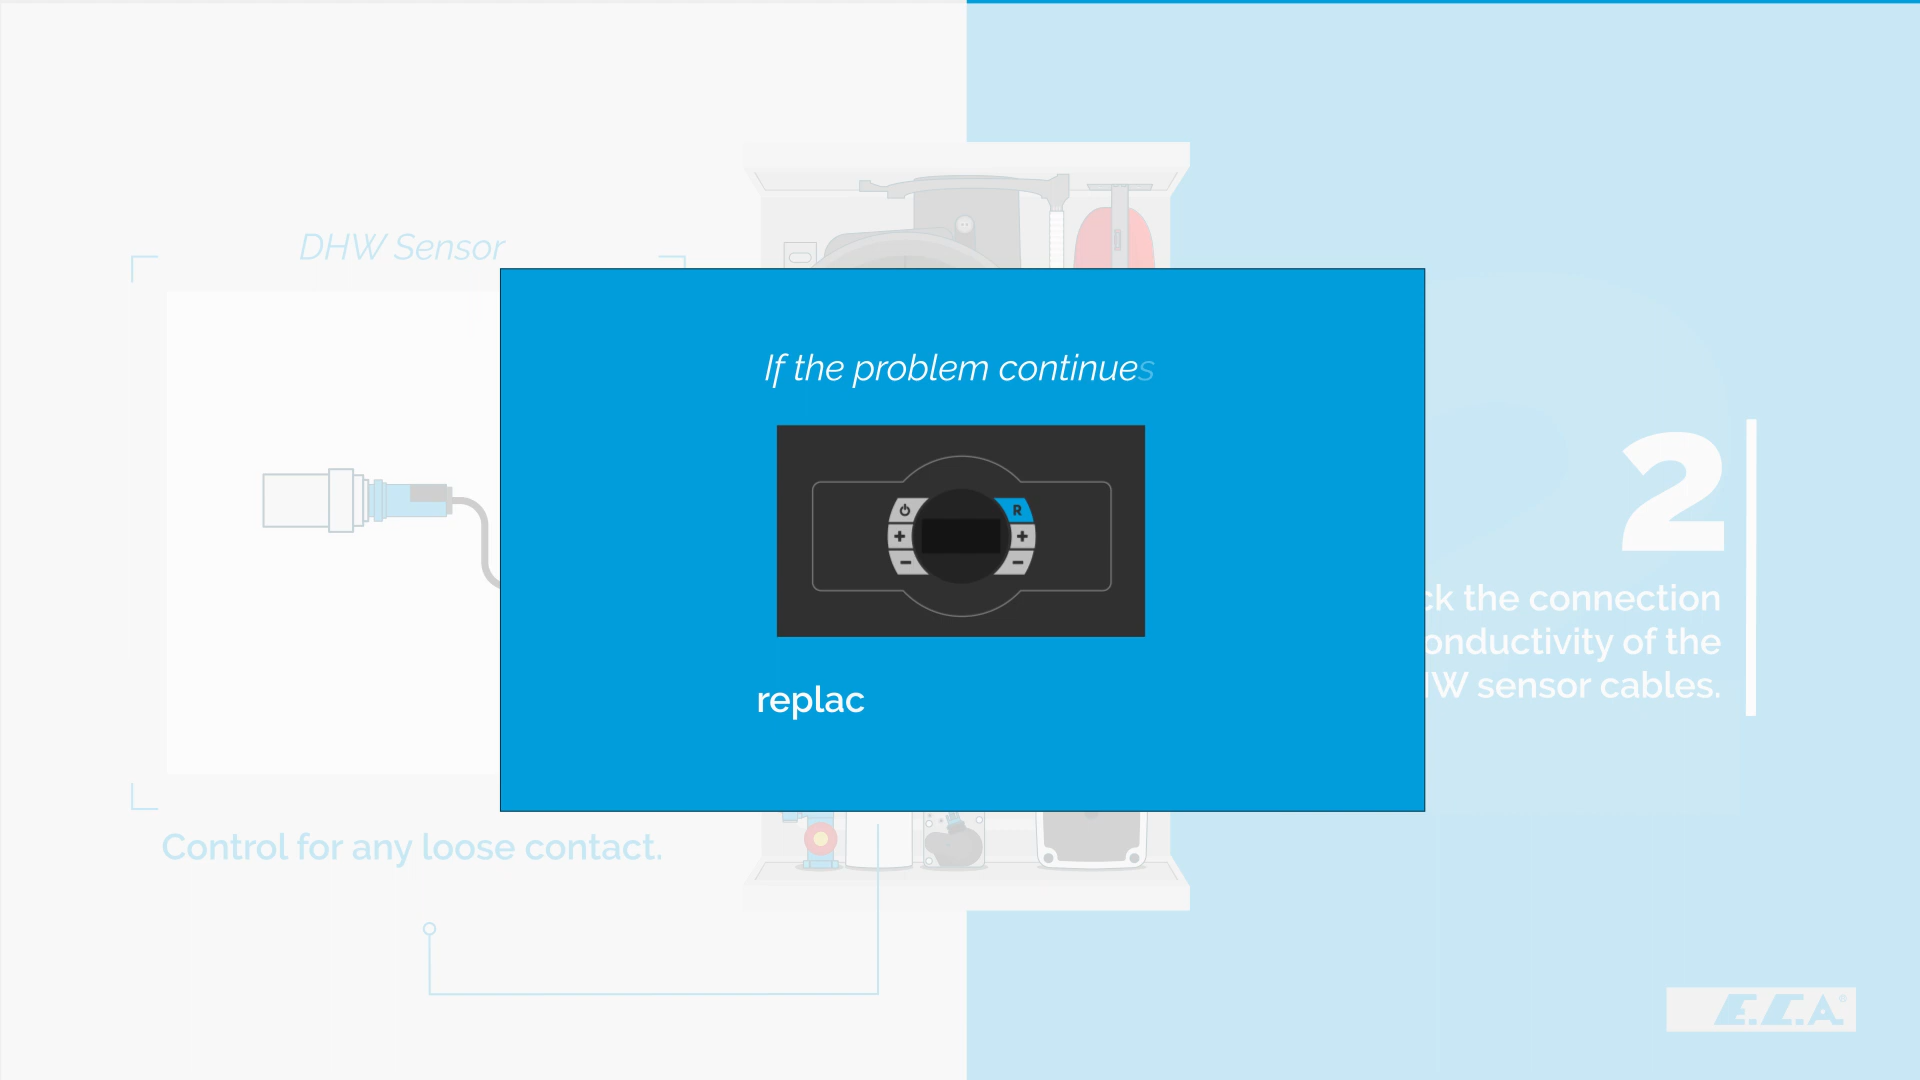 DHW Sensor
If the problem continues
R
replac
2
ck the connection
onductivity of the
W sensor cables.
Control for any loose contact.
E.C.A.®